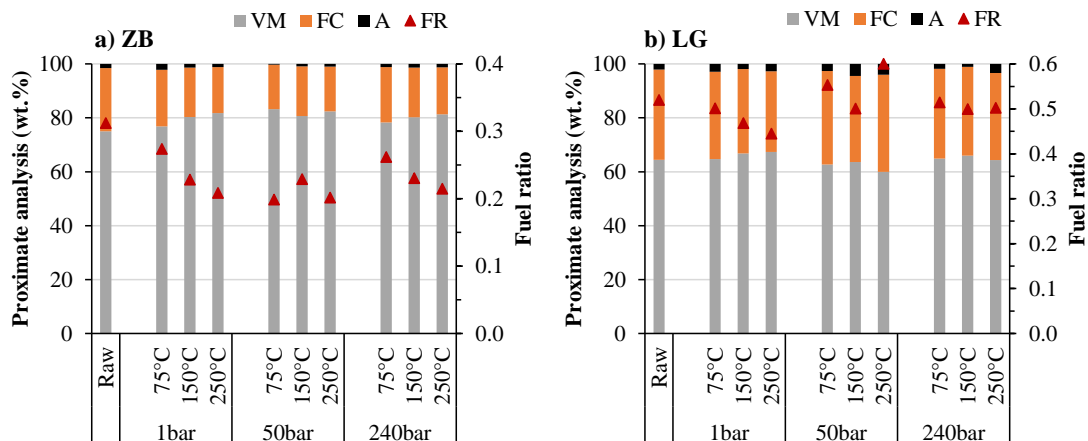 VM FC A FR
a) ZB
Proximate analysis (wt.%)
100
80
60
40
20
0
0.4
0.3
0.2
0.1
0.0
Fuel ratio
Raw
75°C
150°C
250°C
75°C
150°C
250°C
75°C
150°C
250°C
1bar 50bar 240bar
VM FC A FR
b) LG
Proximate analysis (wt.%)
100
80
60
40
20
0
0.6
0.5
0.4
0.3
0.2
0.1
0.0
Fuel ratio
Raw
75°C
150°C
250°C
75°C
150°C
250°C
75°C
150°C
250°C
1bar 50bar 240bar